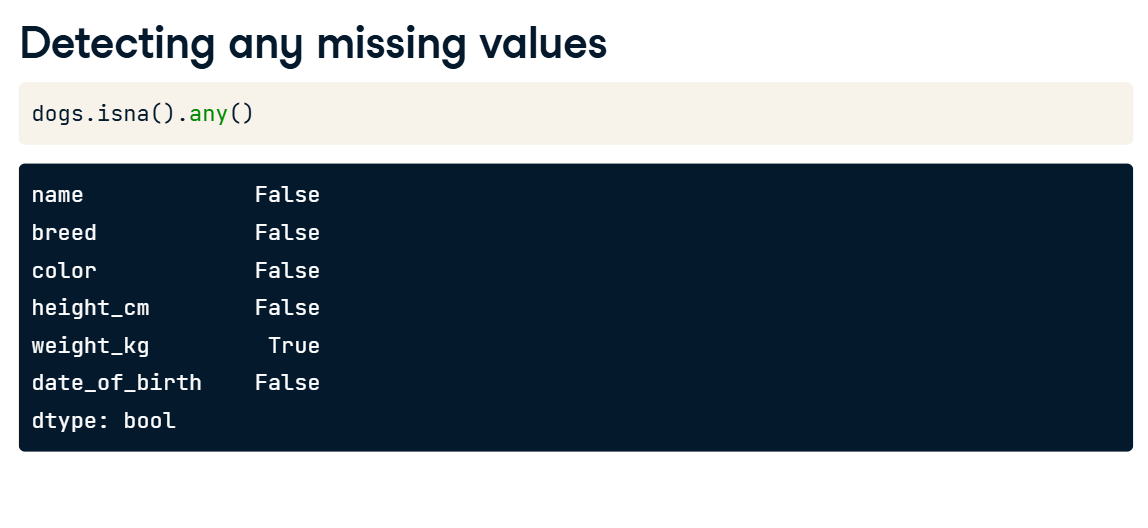 Detecting any missing values
dogs.isna().any()
name             False
breed            False
color            False
height_cm        False
weight_kg         True
date_of_birth    False
dtype: bool